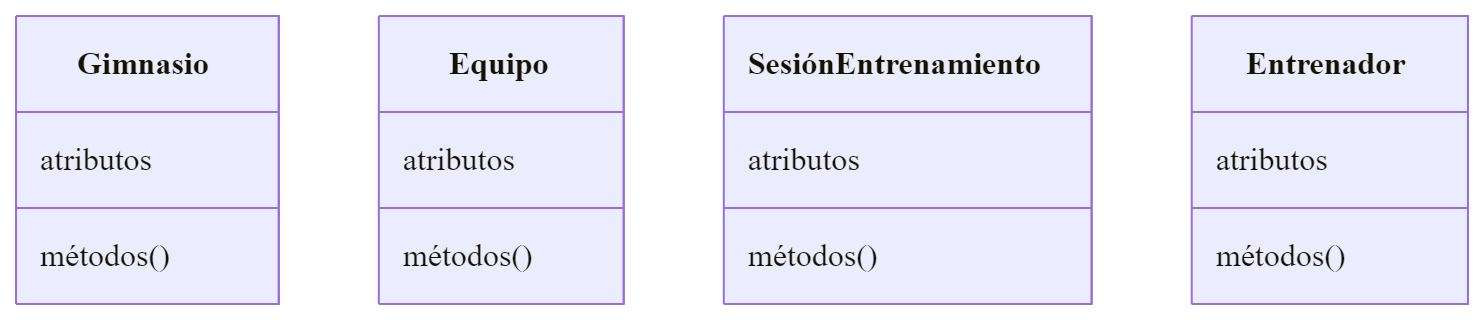 Gimnasio
atributos
métodos()
Equipo
atributos
métodos()
SesiónEntrenamiento
atributos
métodos()
Entrenador
atributos
métodos()